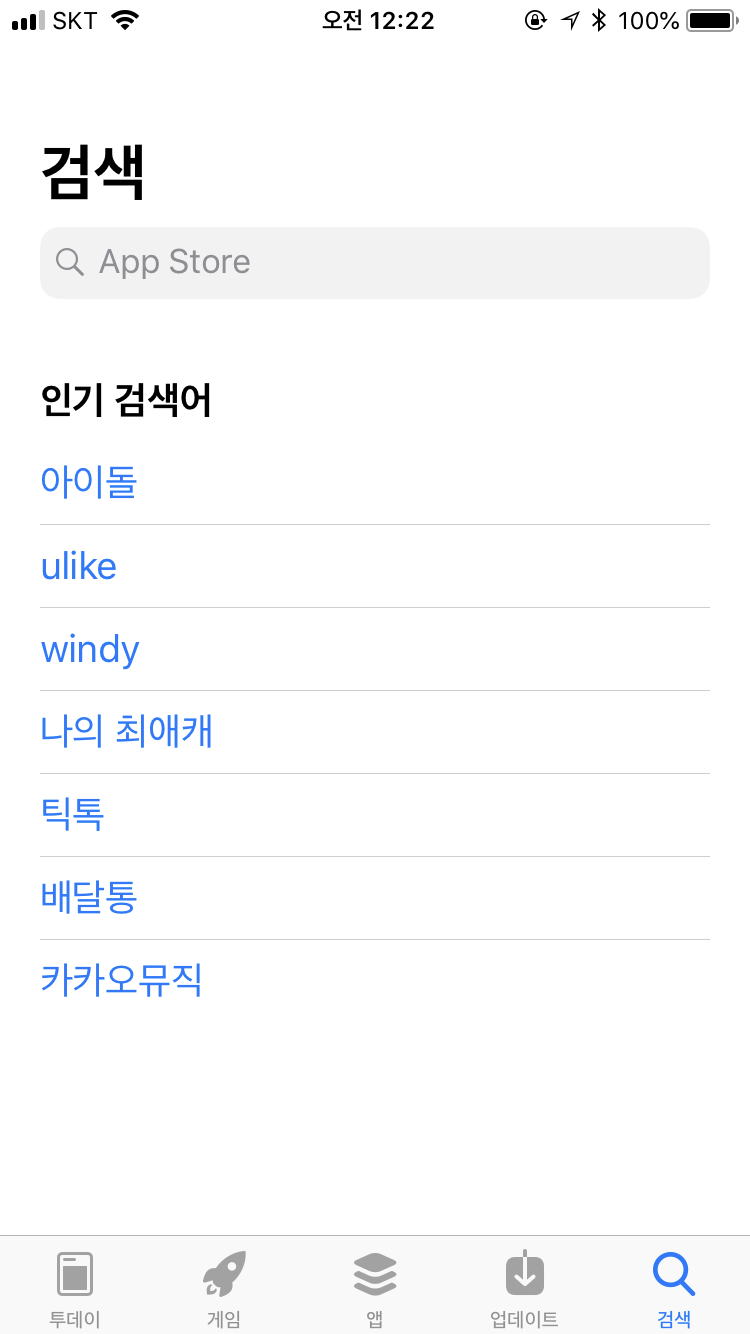 SKT 오전 12:22 100%
검색
App Store
인기 검색어
아이돌
ulike
windy
나의 최애캐
틱톡
배달통
카카오뮤직
투데이 게임 앱 업데이트 검색